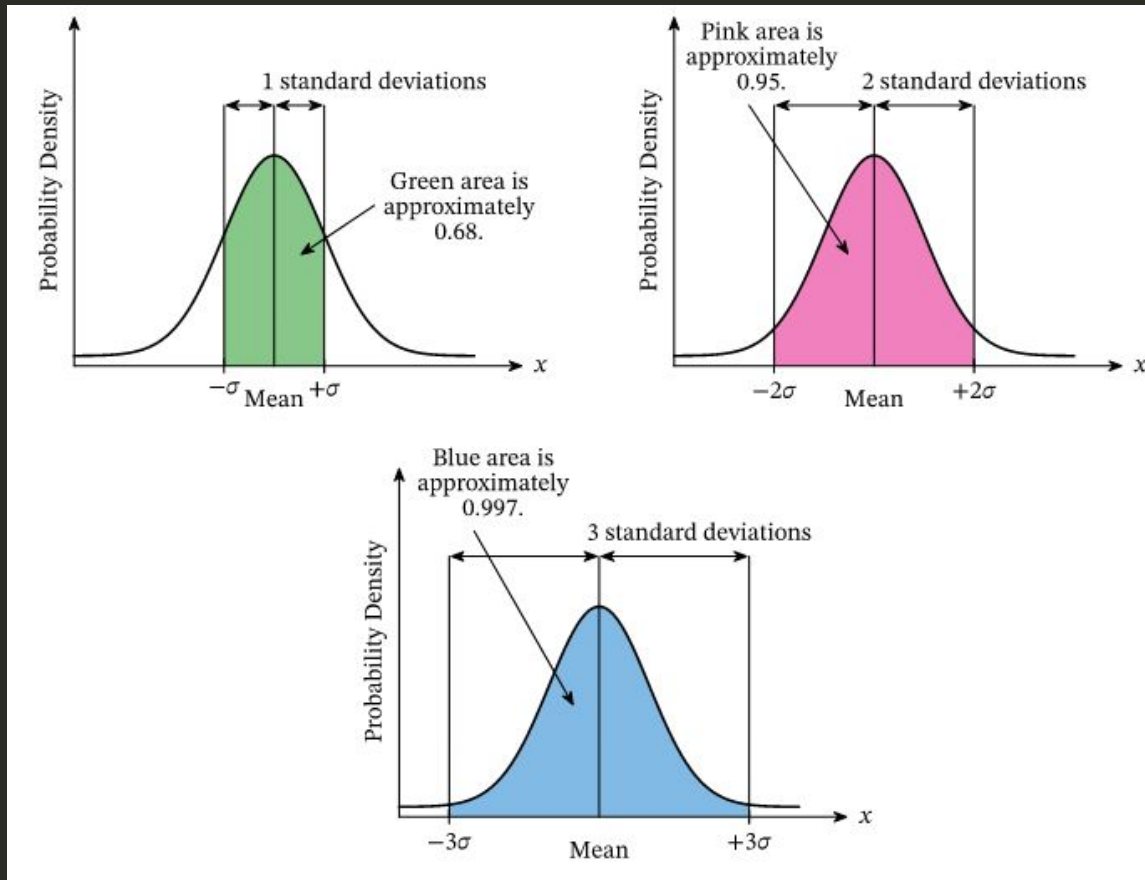 1 standard deviations
Green area is
approximately
0.68.
Probability Density
−σ Mean +σ
x
Pink area is
approximately
0.95.
2 standard deviations
Probability Density
−2σ Mean +2σ
x
Blue area is
approximately
0.997.
3 standard deviations
Probability Density
−3σ Mean +3σ
x